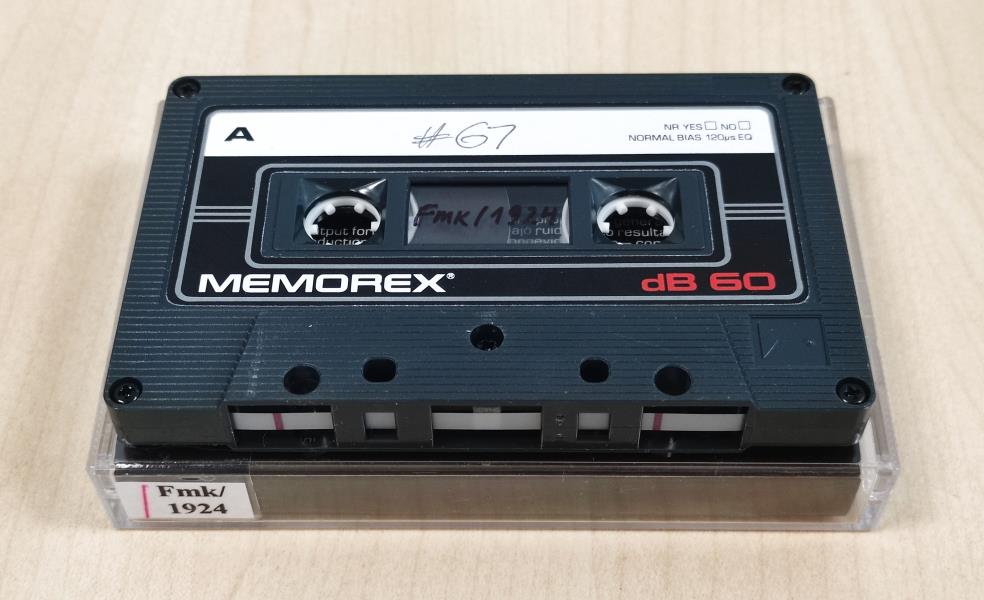 A
#67
NR YES NO
NORMAL BIAS 120µs EQ
Fmk/1924
MEMOREX®
dB 60
Fmk/
1924